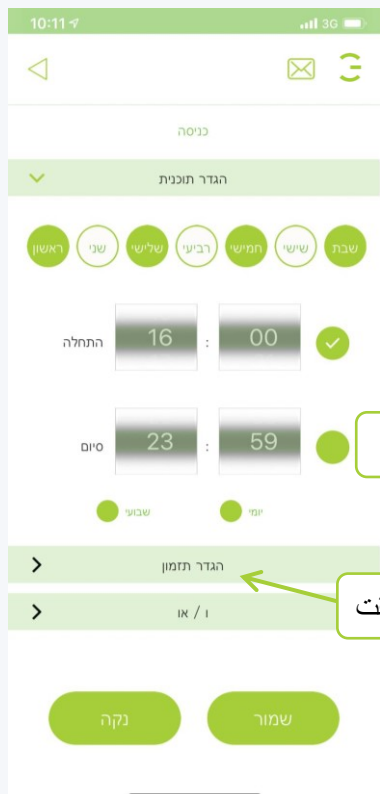 10:11 3G
כניסה
הגדר תוכנית
ראשון שני שלישי רביעי חמישי שישי שבת
התחלה 16 : 00
סיום 23 : 59
שבועי יומי
הגדר תזמון
ו / או
נקה שמור